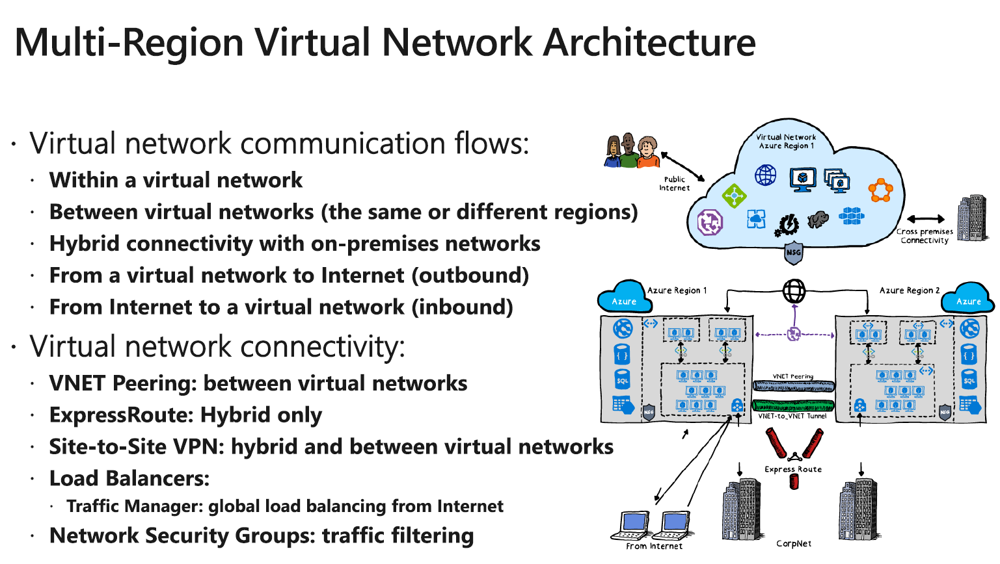 Multi-Region Virtual Network Architecture
· Virtual network communication flows:
· Within a virtual network
· Between virtual networks (the same or different regions)
· Hybrid connectivity with on-premises networks
· From a virtual network to Internet (outbound)
· From Internet to a virtual network (inbound)
· Virtual network connectivity:
· VNET Peering: between virtual networks
· ExpressRoute: Hybrid only
· Site-to-Site VPN: hybrid and between virtual networks
· Load Balancers:
· Traffic Manager: global load balancing from Internet
· Network Security Groups: traffic filtering
Virtual Network
Azure Region 1
Public
Internet
Cross premises
Connectivity
NSG
Azure Region 1
Azure Region 2
Azure
Azure
SQL
SQL
NSG
NSG
VNET Peering
VNET-to_VNET Tunnel
Express Route
From Internet
CorpNet